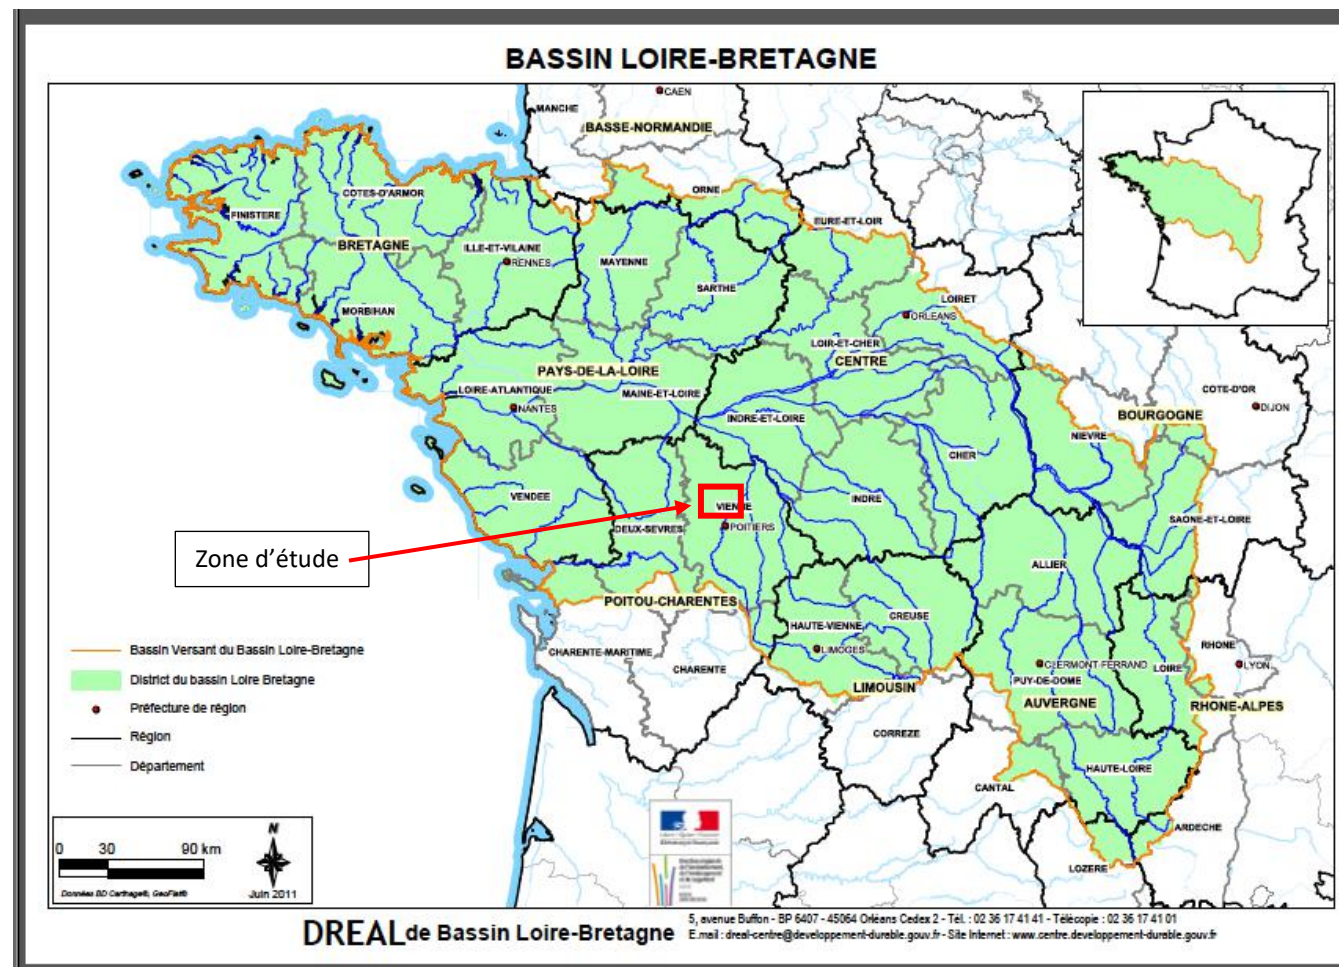 BASSIN LOIRE-BRETAGNE
CAEN
MANCHE
BASSE-NORMANDIE
ORNE
COTES-D'ARMOR
FINISTERE
EURE-ET-LOIR
BRETAGNE
ILLE-ET-VILAINE
RENNES
MAYENNE
SARTHE
MORBIHAN
LOIRET
ORLEANS
Y
LOIR-ET-CHER
CENTRE
PAYS-DE-LA-LOIRE
LOIRE-ATLANTIQUE
MAINE-ET-LOIRE
NANTES
INDRE-ET-LOIRE
COTE-D'OR
DIJON
BOURGOGNE
NIEVRE
CHER
VENDEE
VIENNE
INDRE
DEUX-SEVRES
POITIERS
SAONE-ET-LOIRE
Zone d'étude
ALLIER
POITOU-CHARENTES
HAUTE-VIENNE
CREUSE
CHARENTE-MARITIME
LIMOGES
CHARENTE
RHONE
LYON
CLERMONT-FERRAND
LOIRE
PUY-DE-DOME
LIMOUSIN
AUVERGNE
RHONE-ALPES
CORREZE
HAUTE-LOIRE
CANTAL
ARDECHE
LOZERE
Bassin Versant du Bassin Loire-Bretagne
District du bassin Loire Bretagne
Préfecture de région
Région
Département
0 30 90 km
N
Données BD Carthage®, GeoFla®
Juin 2011
DREAL de Bassin Loire-Bretagne
5, avenue Buffon - BP 6407 - 45064 Orléans Cedex 2 - Tél. : 02 36 17 41 41 - Télécopie : 02 36 17 41 01
E.mail : dreal-centre@developpement-durable.gouv.fr - Site Internet : www.centre.developpement-durable.gouv.fr